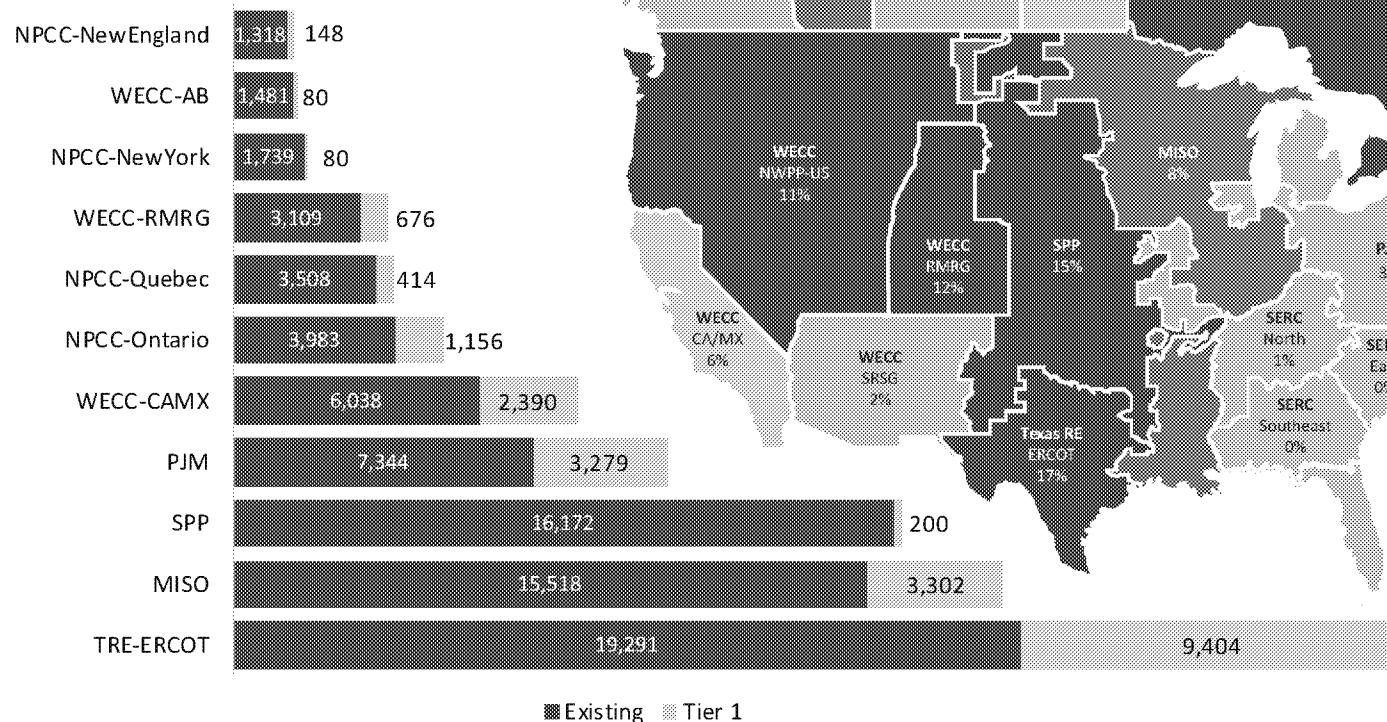 NPCC-NewEngland 1,318 148
WECC-AB 1,481 80
NPCC-NewYork 1,739 80
WECC-RMRG 3,109 676
NPCC-Quebec 3,508 414
NPCC-Ontario 3,983 1,156
WECC-CAMX 6,038 2,390
PJM 7,344 3,279
SPP 16,172 200
MISO 15,518 3,302
TRE-ERCOT 19,291 9,404
Existing Tier 1
WECC
NWPP-US
11%
MISO
8%
WECC
RMRG
12%
SPP
15%
WECC
CA/MX
6%
WECC
SRSG
2%
SERC
North
1%
SERC
Southeast
0%
Texas RE
ERCOT
17%